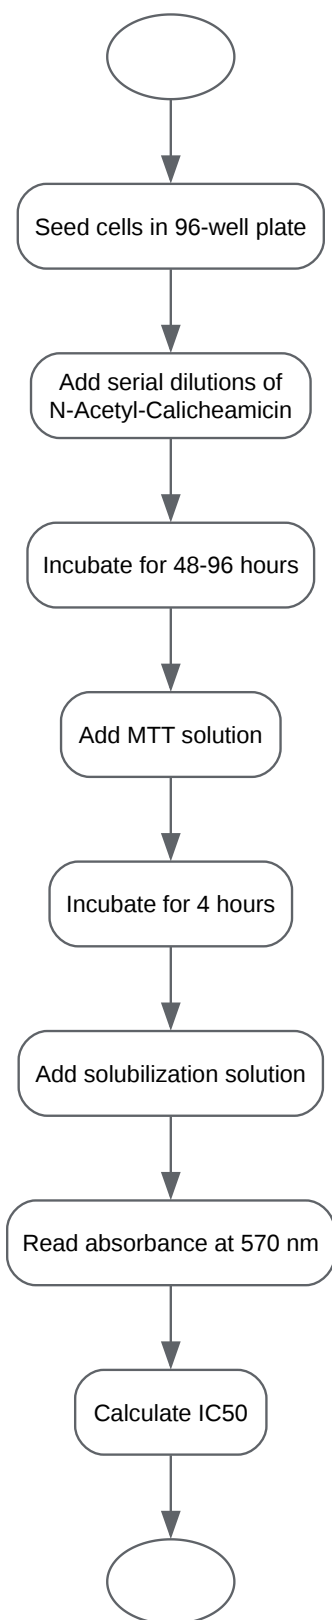 Seed cells in 96-well plate
Add serial dilutions of
N-Acetyl-Calicheamicin
Incubate for 48-96 hours
Add MTT solution
Incubate for 4 hours
Add solubilization solution
Read absorbance at 570 nm
Calculate IC50